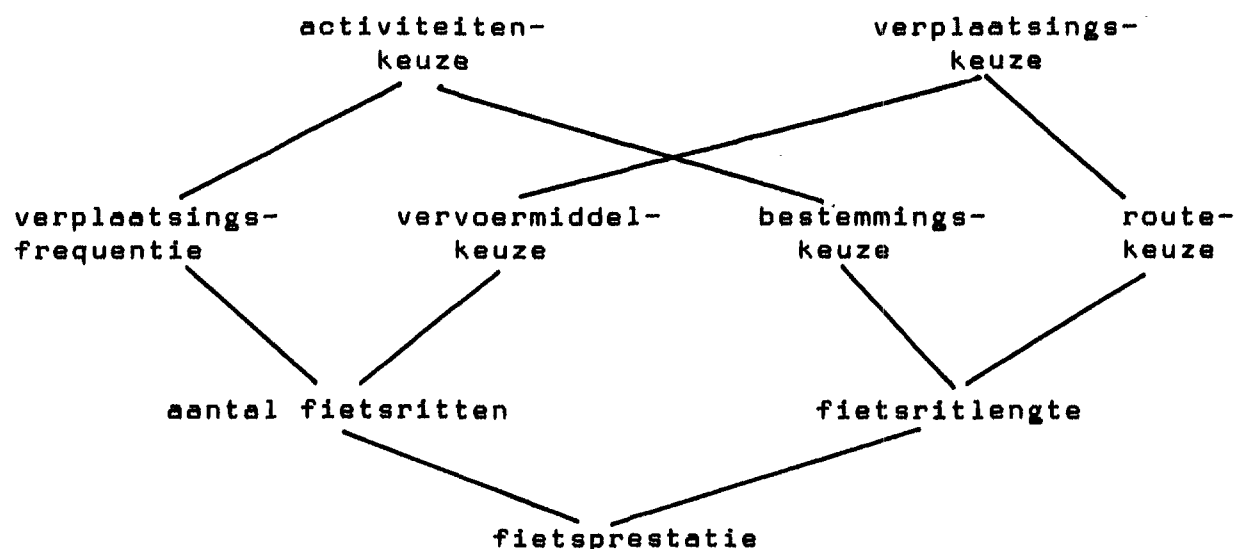 activiteiten- verplaatsings-
keuze keuze
verplaatsings- vervoermiddel- bestemmings- route-
frequentie keuze keuze keuze
aantal fietsritten fietsritlengte
fietsprestatie